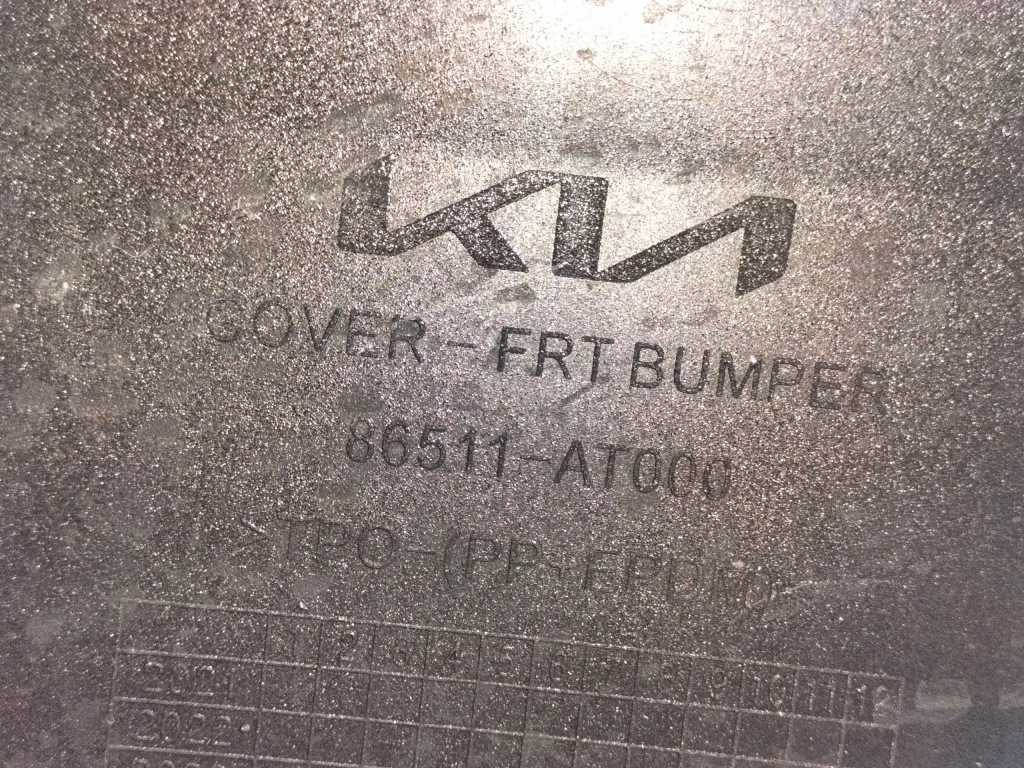 KIA
COVER-FRT BUMPER
86511-AT000
>TPO-(PP+EPDM)
1 2 3 4 5 6 7 8 9 10 11 12
2021
2022